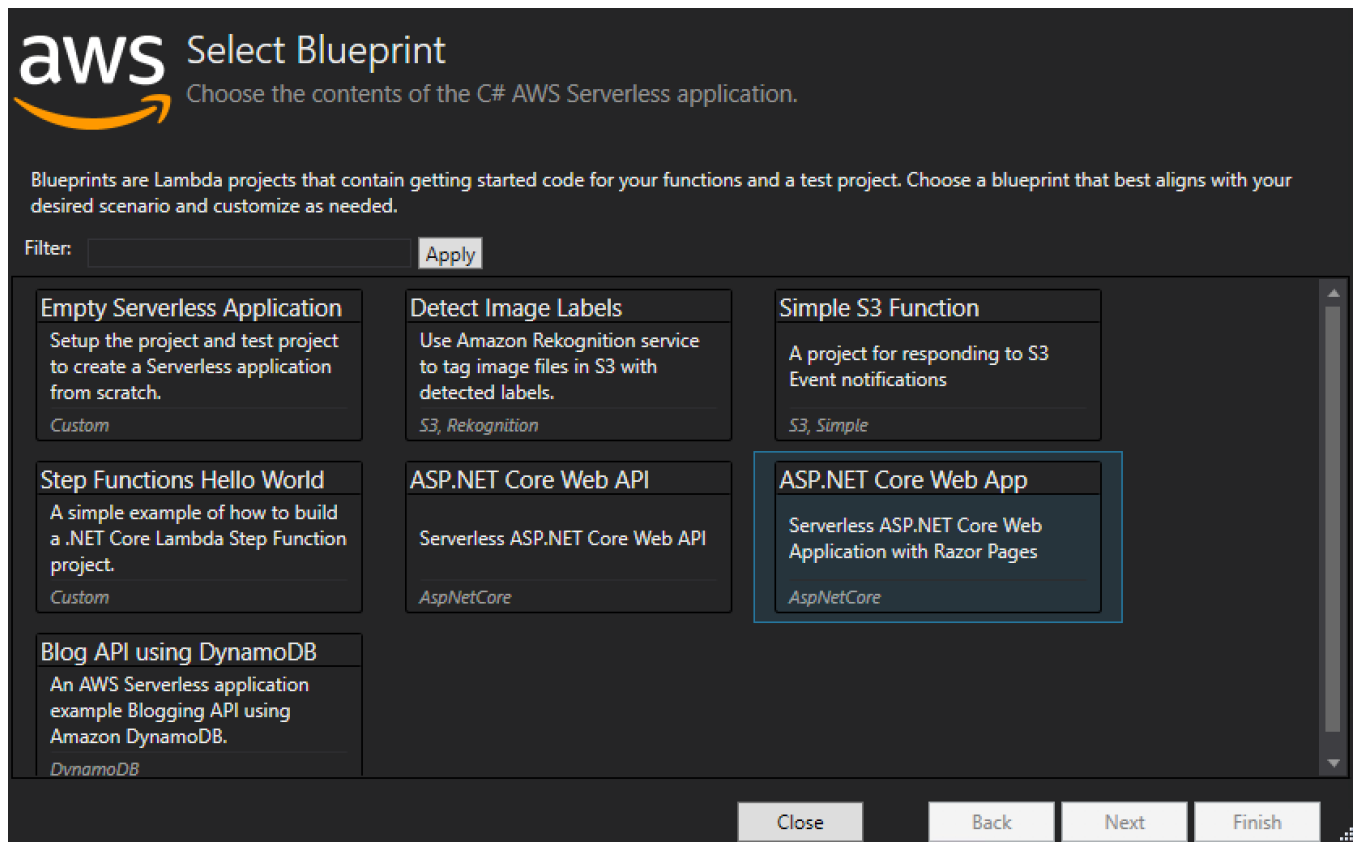 aws
Select Blueprint
Choose the contents of the C# AWS Serverless application.
Blueprints are Lambda projects that contain getting started code for your functions and a test project. Choose a blueprint that best aligns with your
desired scenario and customize as needed.
Filter:
Apply
Empty Serverless Application
Setup the project and test project
to create a Serverless application
from scratch.
Custom
Detect Image Labels
Use Amazon Rekognition service
to tag image files in S3 with
detected labels.
S3, Rekognition
Simple S3 Function
A project for responding to S3
Event notifications
S3, Simple
Step Functions Hello World
A simple example of how to build
a .NET Core Lambda Step Function
project.
Custom
ASP.NET Core Web API
Serverless ASP.NET Core Web API
AspNetCore
ASP.NET Core Web App
Serverless ASP.NET Core Web
Application with Razor Pages
AspNetCore
Blog API using DynamoDB
An AWS Serverless application
example Blogging API using
Amazon DynamoDB.
DynamoDB
Close
Back
Next
Finish